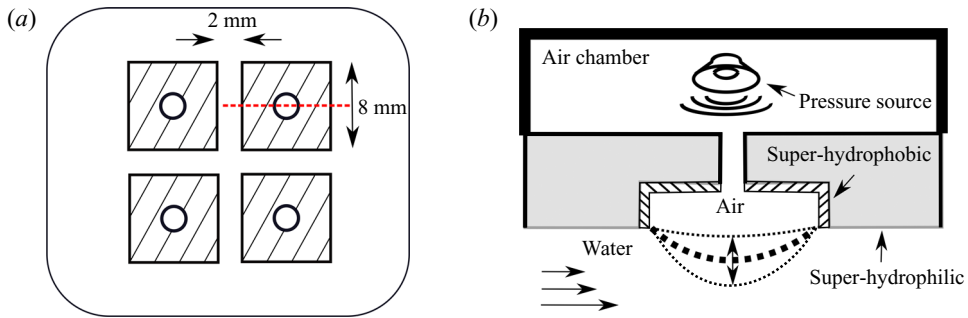 (a)
2 mm
8 mm
(b)
Air chamber
Pressure source
Super-hydrophobic
Air
Water
Super-hydrophilic